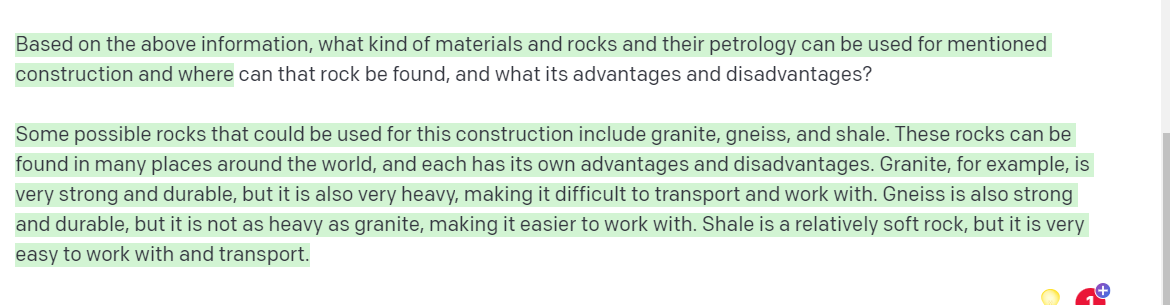 Based on the above information, what kind of materials and rocks and their petrology can be used for mentioned
construction and where can that rock be found, and what its advantages and disadvantages?
Some possible rocks that could be used for this construction include granite, gneiss, and shale. These rocks can be
found in many places around the world, and each has its own advantages and disadvantages. Granite, for example, is
very strong and durable, but it is also very heavy, making it difficult to transport and work with. Gneiss is also strong
and durable, but it is not as heavy as granite, making it easier to work with. Shale is a relatively soft rock, but it is very
easy to work with and transport.